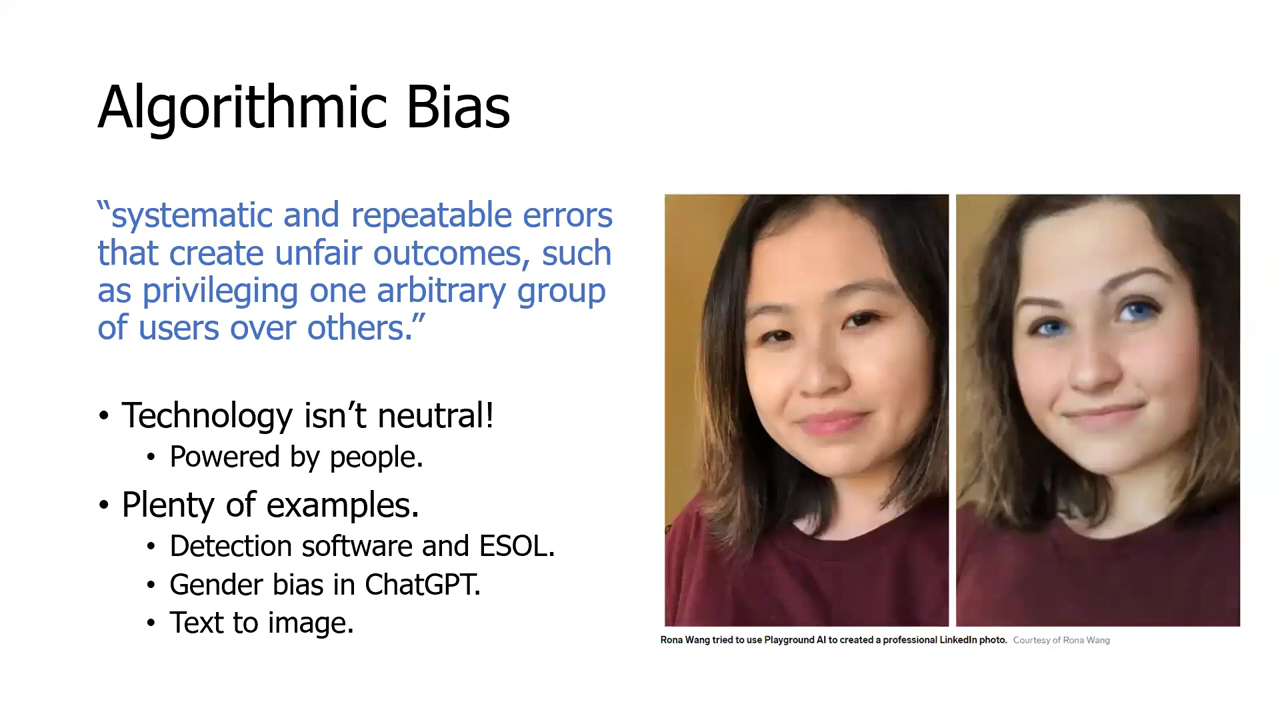 Algorithmic Bias
“systematic and repeatable errors
that create unfair outcomes, such
as privileging one arbitrary group
of users over others.”
• Technology isn’t neutral!
• Powered by people.
• Plenty of examples.
• Detection software and ESOL.
• Gender bias in ChatGPT.
• Text to image.
Rona Wang tried to use Playground AI to created a professional LinkedIn photo. Courtesy of Rona Wang